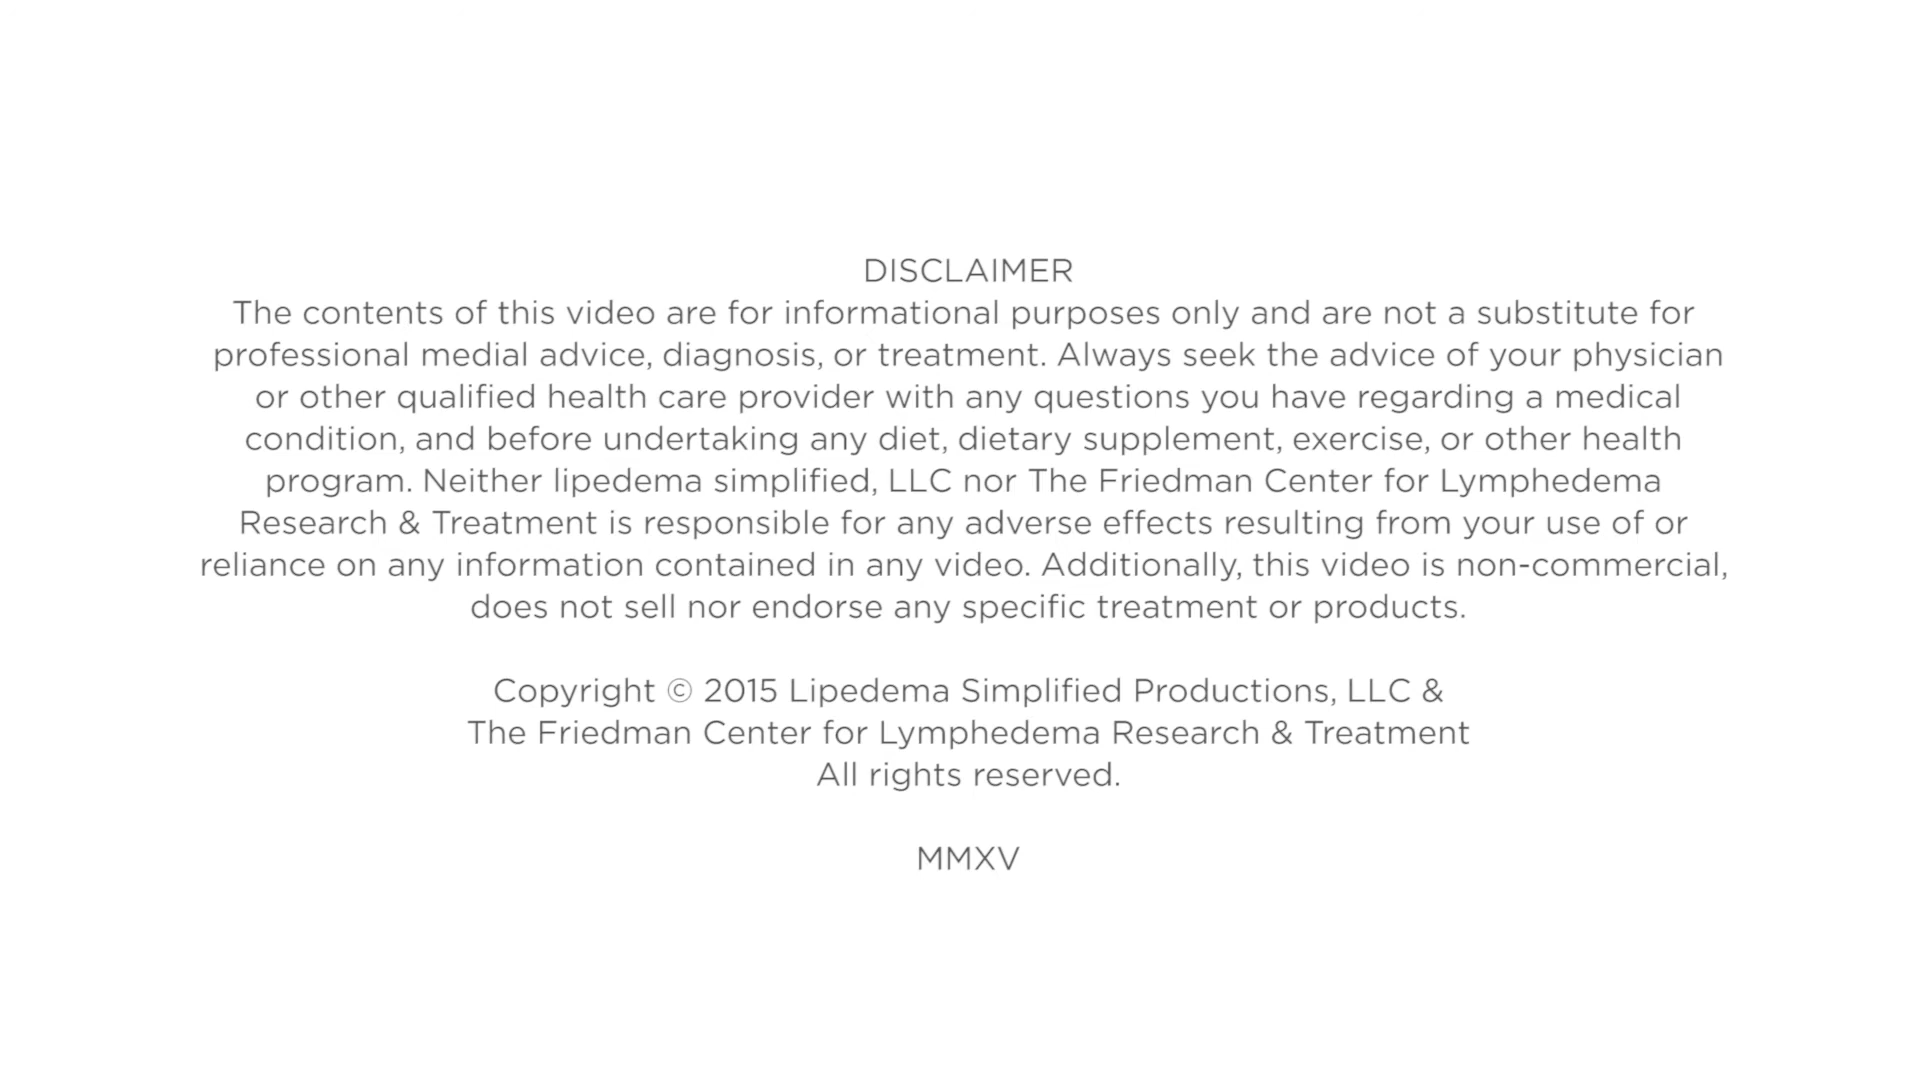 DISCLAIMER
The contents of this video are for informational purposes only and are not a substitute for
professional medial advice, diagnosis, or treatment. Always seek the advice of your physician
or other qualified health care provider with any questions you have regarding a medical
condition, and before undertaking any diet, dietary supplement, exercise, or other health
program. Neither lipedema simplified, LLC nor The Friedman Center for Lymphedema
Research & Treatment is responsible for any adverse effects resulting from your use of or
reliance on any information contained in any video. Additionally, this video is non-commercial,
does not sell nor endorse any specific treatment or products.
Copyright © 2015 Lipedema Simplified Productions, LLC &
The Friedman Center for Lymphedema Research & Treatment
All rights reserved.
MMXV